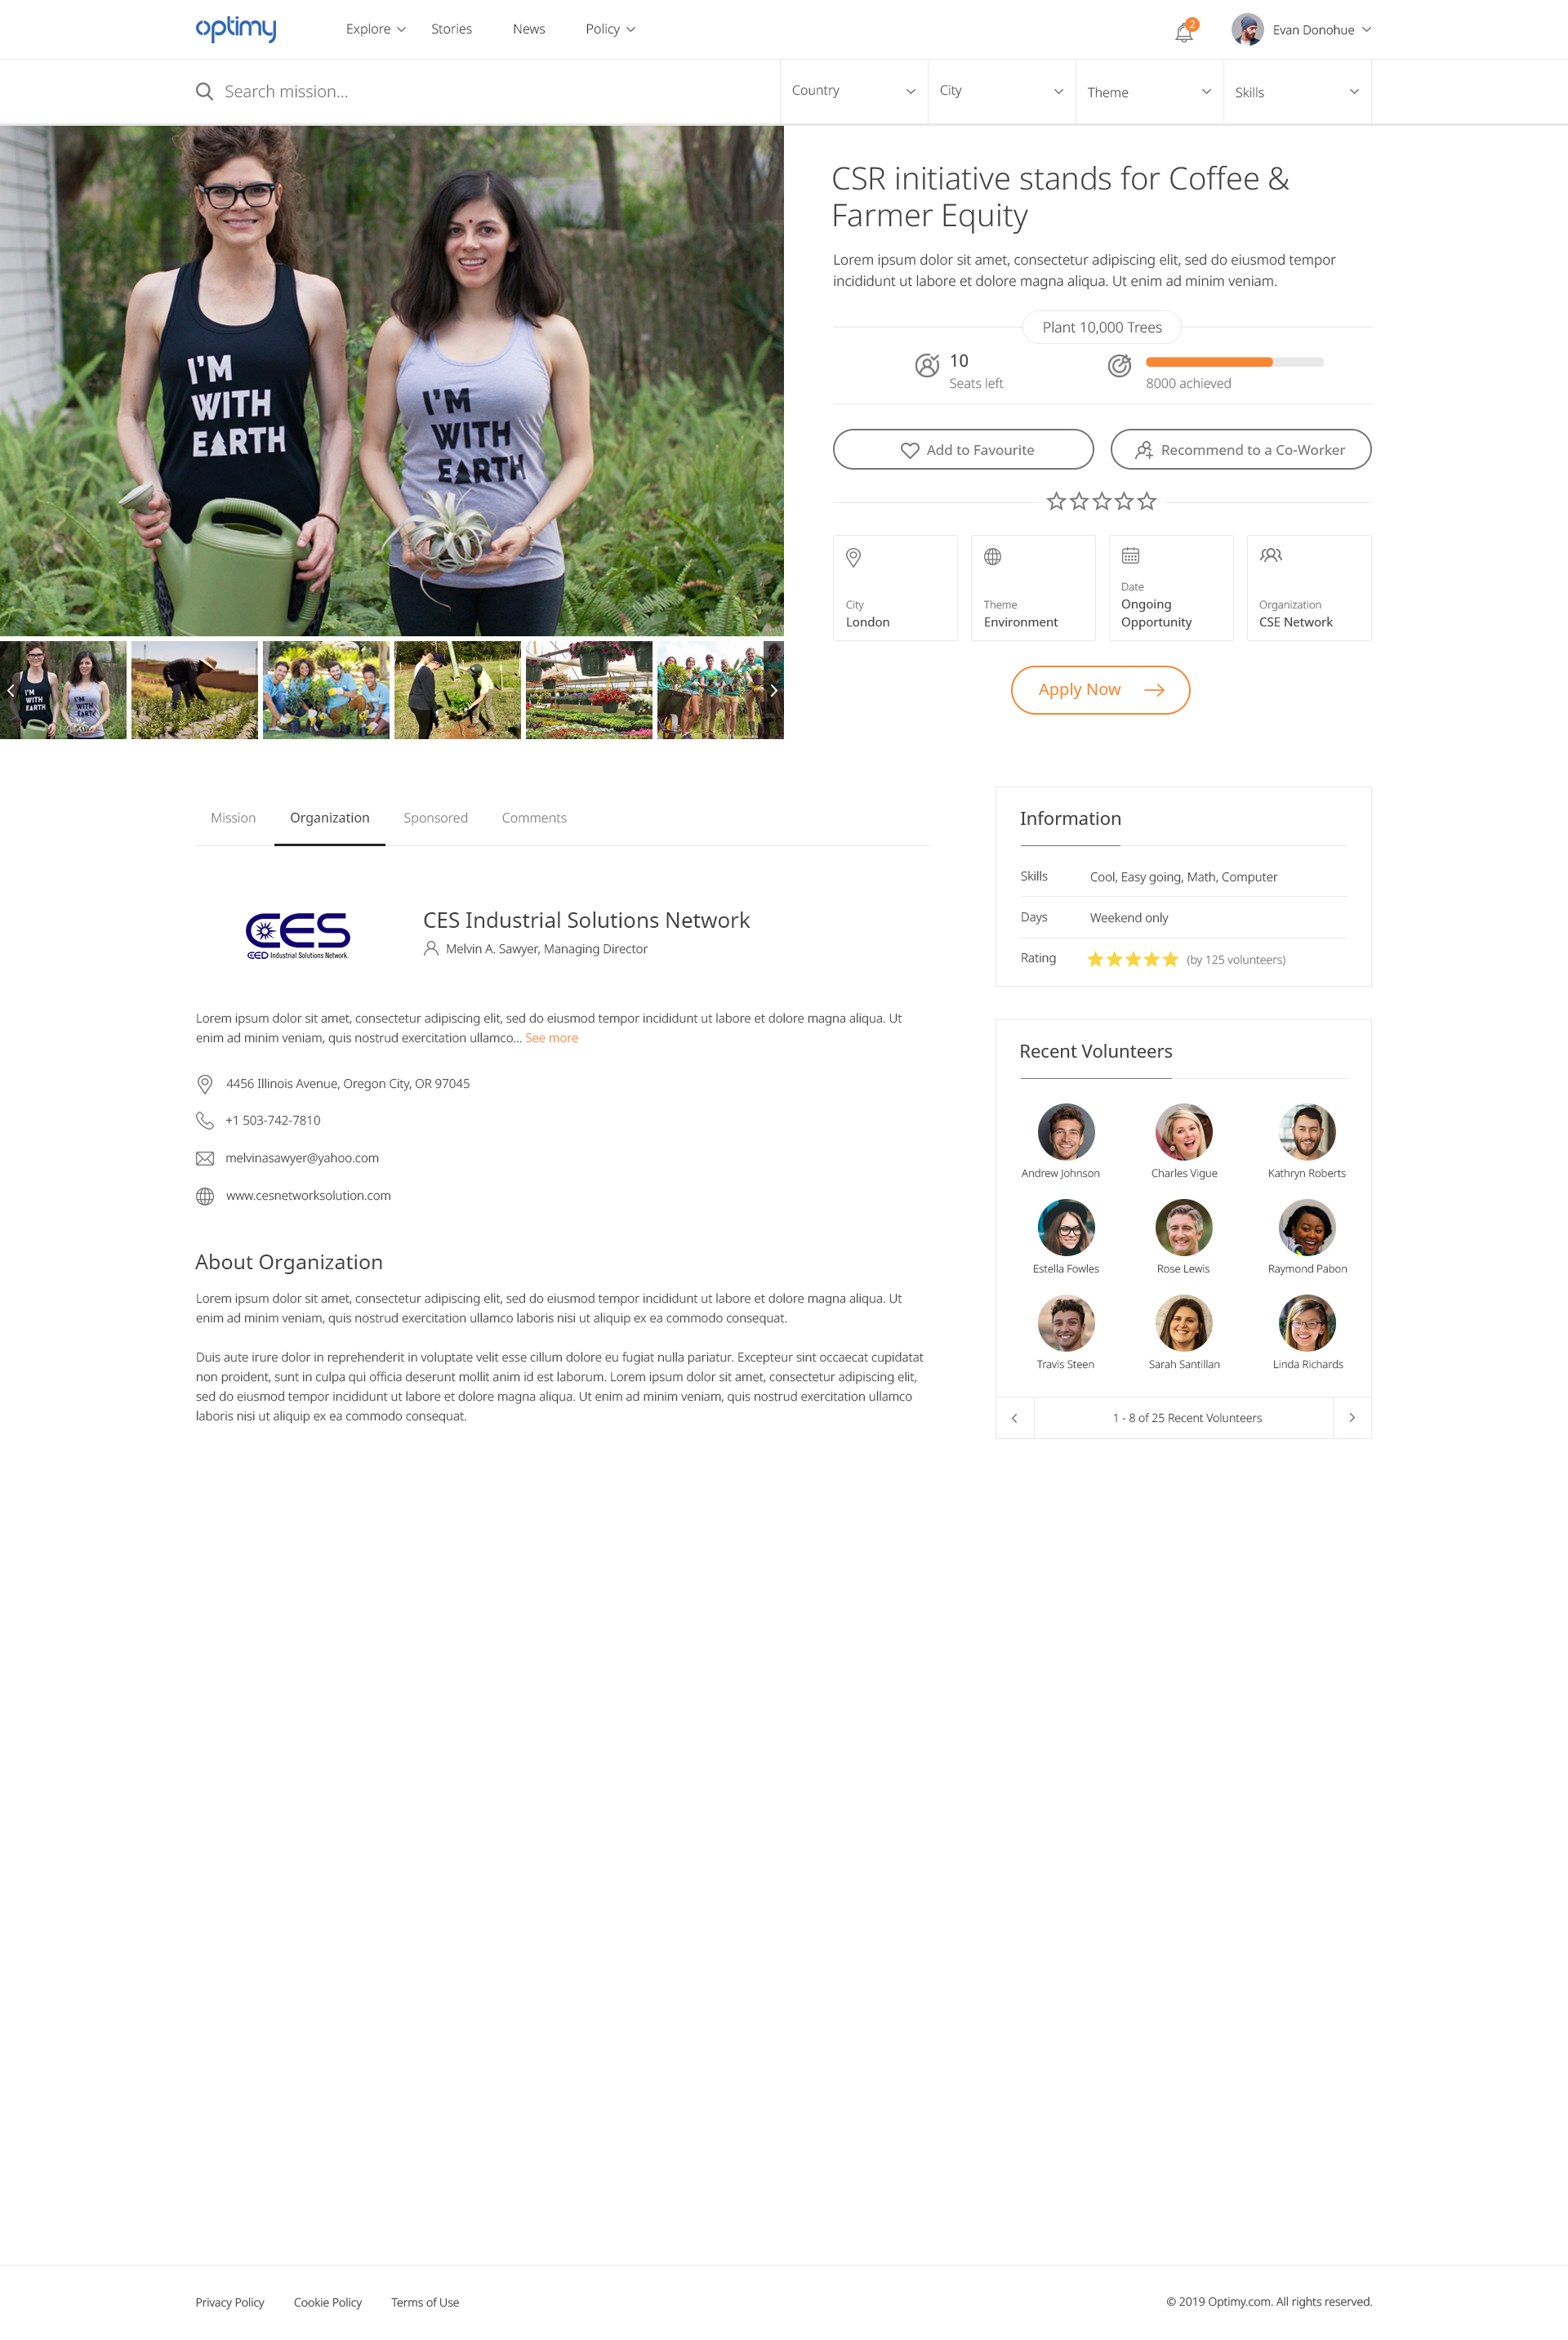 optimy
Explore
Stories
News
Policy
2
Evan Donohue
Search mission...
Country
City
Theme
Skills
I'M
WITH
EARTH
I'M
WITH
EARTH
CSR initiative stands for Coffee &
Farmer Equity
Lorem ipsum dolor sit amet, consectetur adipiscing elit, sed do eiusmod tempor
incididunt ut labore et dolore magna aliqua. Ut enim ad minim veniam.
Plant 10,000 Trees
10
Seats left
8000 achieved
Add to Favourite
Recommend to a Co-Worker
City
London
Theme
Environment
Date
Ongoing
Opportunity
Organization
CSE Network
I'M
WITH
EARTH
I'M
WITH
EARTH
Apply Now
Mission
Organization
Sponsored
Comments
CES
CED Industrial Solutions Network.
CES Industrial Solutions Network
Melvin A. Sawyer, Managing Director
Lorem ipsum dolor sit amet, consectetur adipiscing elit, sed do eiusmod tempor incididunt ut labore et dolore magna aliqua. Ut
enim ad minim veniam, quis nostrud exercitation ullamco... See more
4456 Illinois Avenue, Oregon City, OR 97045
+1 503-742-7810
melvinasawyer@yahoo.com
www.cesnetworksolution.com
About Organization
Lorem ipsum dolor sit amet, consectetur adipiscing elit, sed do eiusmod tempor incididunt ut labore et dolore magna aliqua. Ut
enim ad minim veniam, quis nostrud exercitation ullamco laboris nisi ut aliquip ex ea commodo consequat.
Duis aute irure dolor in reprehenderit in voluptate velit esse cillum dolore eu fugiat nulla pariatur. Excepteur sint occaecat cupidatat
non proident, sunt in culpa qui officia deserunt mollit anim id est laborum. Lorem ipsum dolor sit amet, consectetur adipiscing elit,
sed do eiusmod tempor incididunt ut labore et dolore magna aliqua. Ut enim ad minim veniam, quis nostrud exercitation ullamco
laboris nisi ut aliquip ex ea commodo consequat.
Information
Skills
Cool, Easy going, Math, Computer
Days
Weekend only
Rating
(by 125 volunteers)
Recent Volunteers
Andrew Johnson
Charles Vigue
Kathryn Roberts
Estella Fowles
Rose Lewis
Raymond Pabon
Travis Steen
Sarah Santillan
Linda Richards
1 - 8 of 25 Recent Volunteers
Privacy Policy
Cookie Policy
Terms of Use
© 2019 Optimy.com. All rights reserved.